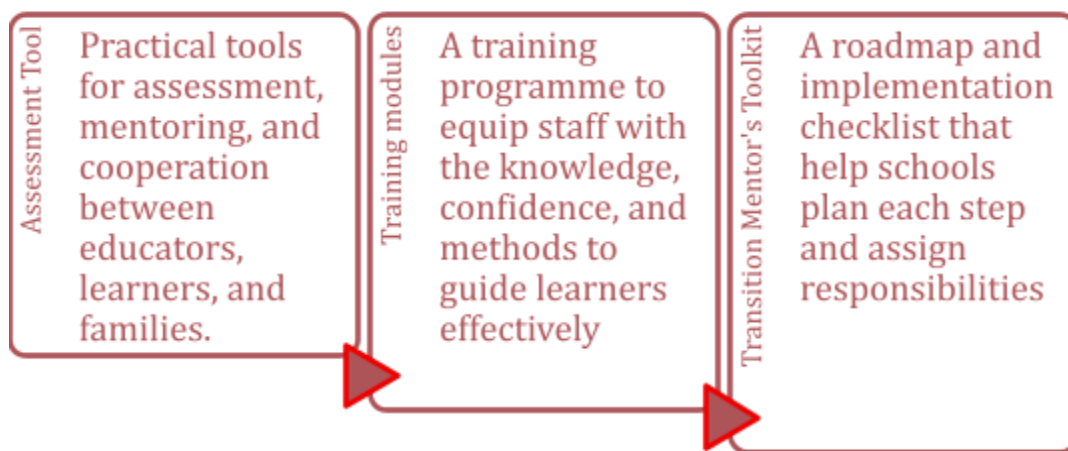 Assessment Tool
Practical tools
for assessment,
mentoring, and
cooperation
between
educators,
learners, and
families.
Training modules
A training
programme to
equip staff with
the knowledge,
confidence, and
methods to
guide learners
effectively
Transition Mentor's Toolkit
A roadmap and
implementation
checklist that
help schools
plan each step
and assign
responsibilities